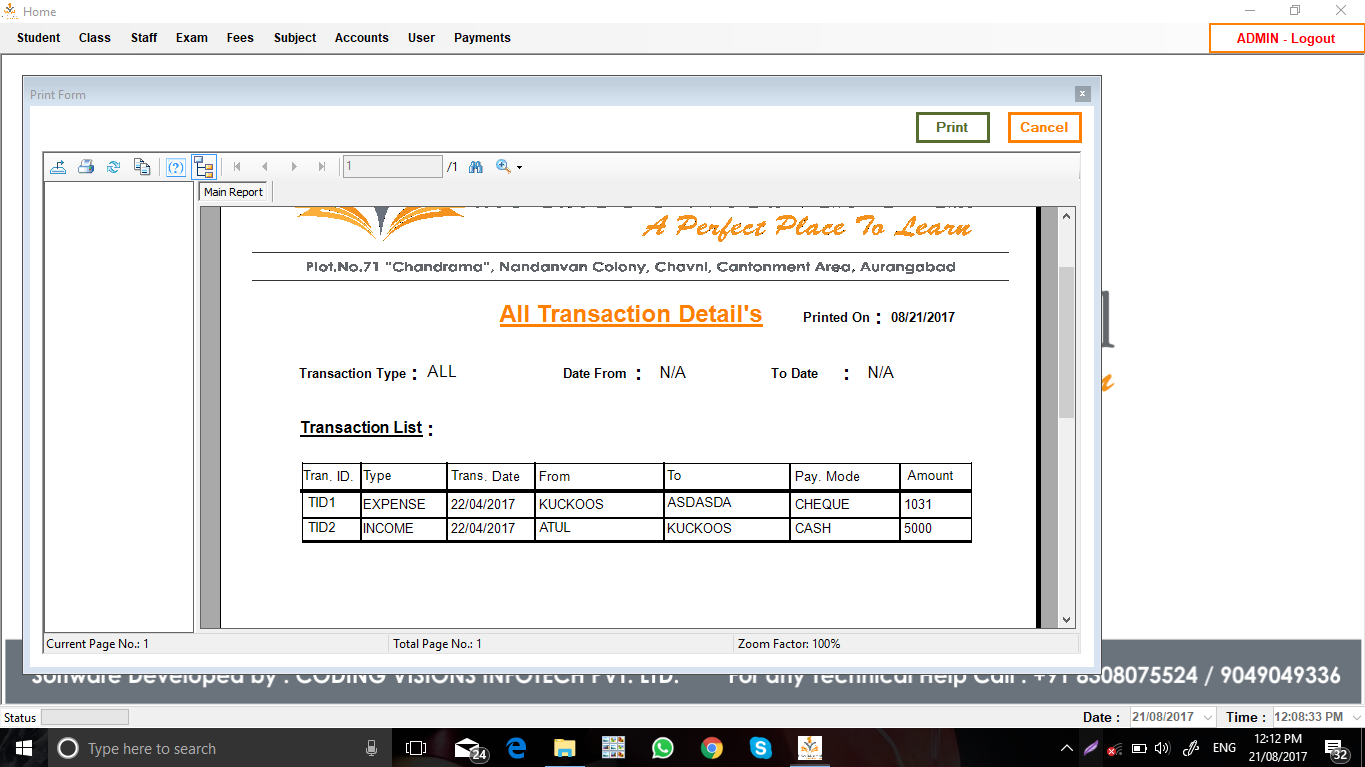 Home
Student Class Staff Exam Fees Subject Accounts User Payments
ADMIN - Logout
Print Form
Print Cancel
1 /1
Main Report
A Perfect Place To Learn
Plot.No.71 "Chandrama", Nandanvan Colony, Chavni, Cantonment Area, Aurangabad
All Transaction Detail's Printed On : 08/21/2017
Transaction Type : ALL Date From : N/A To Date : N/A
Transaction List :
Tran. ID. Type Trans. Date From To Pay. Mode Amount
TID1 EXPENSE 22/04/2017 KUCKOOS ASDASDA CHEQUE 1031
TID2 INCOME 22/04/2017 ATUL KUCKOOS CASH 5000
Current Page No.: 1 Total Page No.: 1 Zoom Factor: 100%
Software Developed by : CODING VISIONS INFOTECH PVT. LTD. For any Technical Help Call : +91 8308075524 / 9049049336
Status Date : 21/08/2017 Time : 12:08:33 PM
Type here to search 24 ENG 12:12 PM
21/08/2017 32